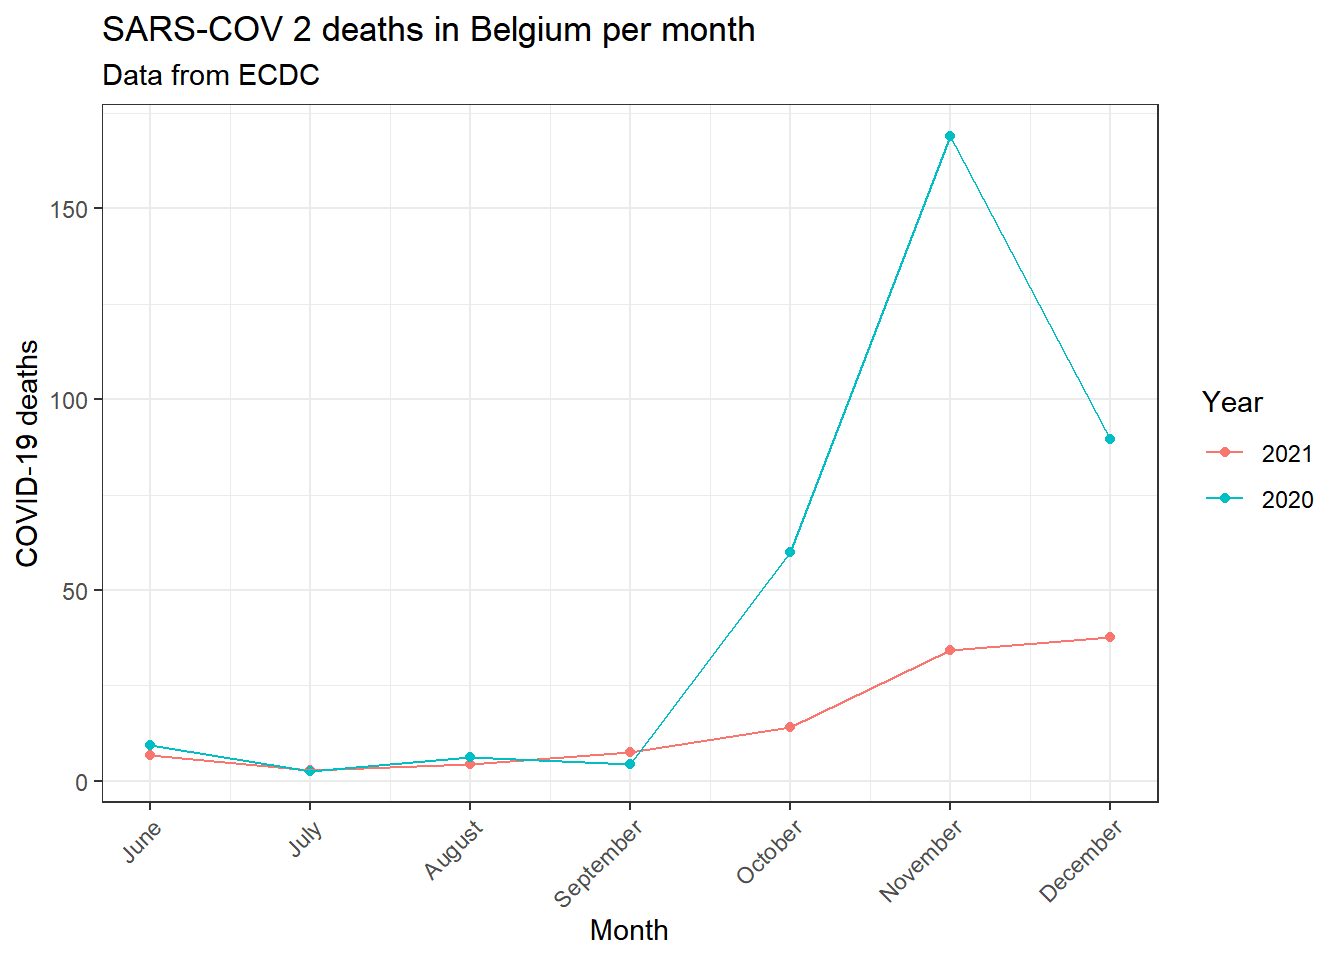 SARS-COV 2 deaths in Belgium per month
Data from ECDC
COVID-19 deaths
150
100
50
0
June
July
August
September
October
November
December
Month
Year
2021
2020